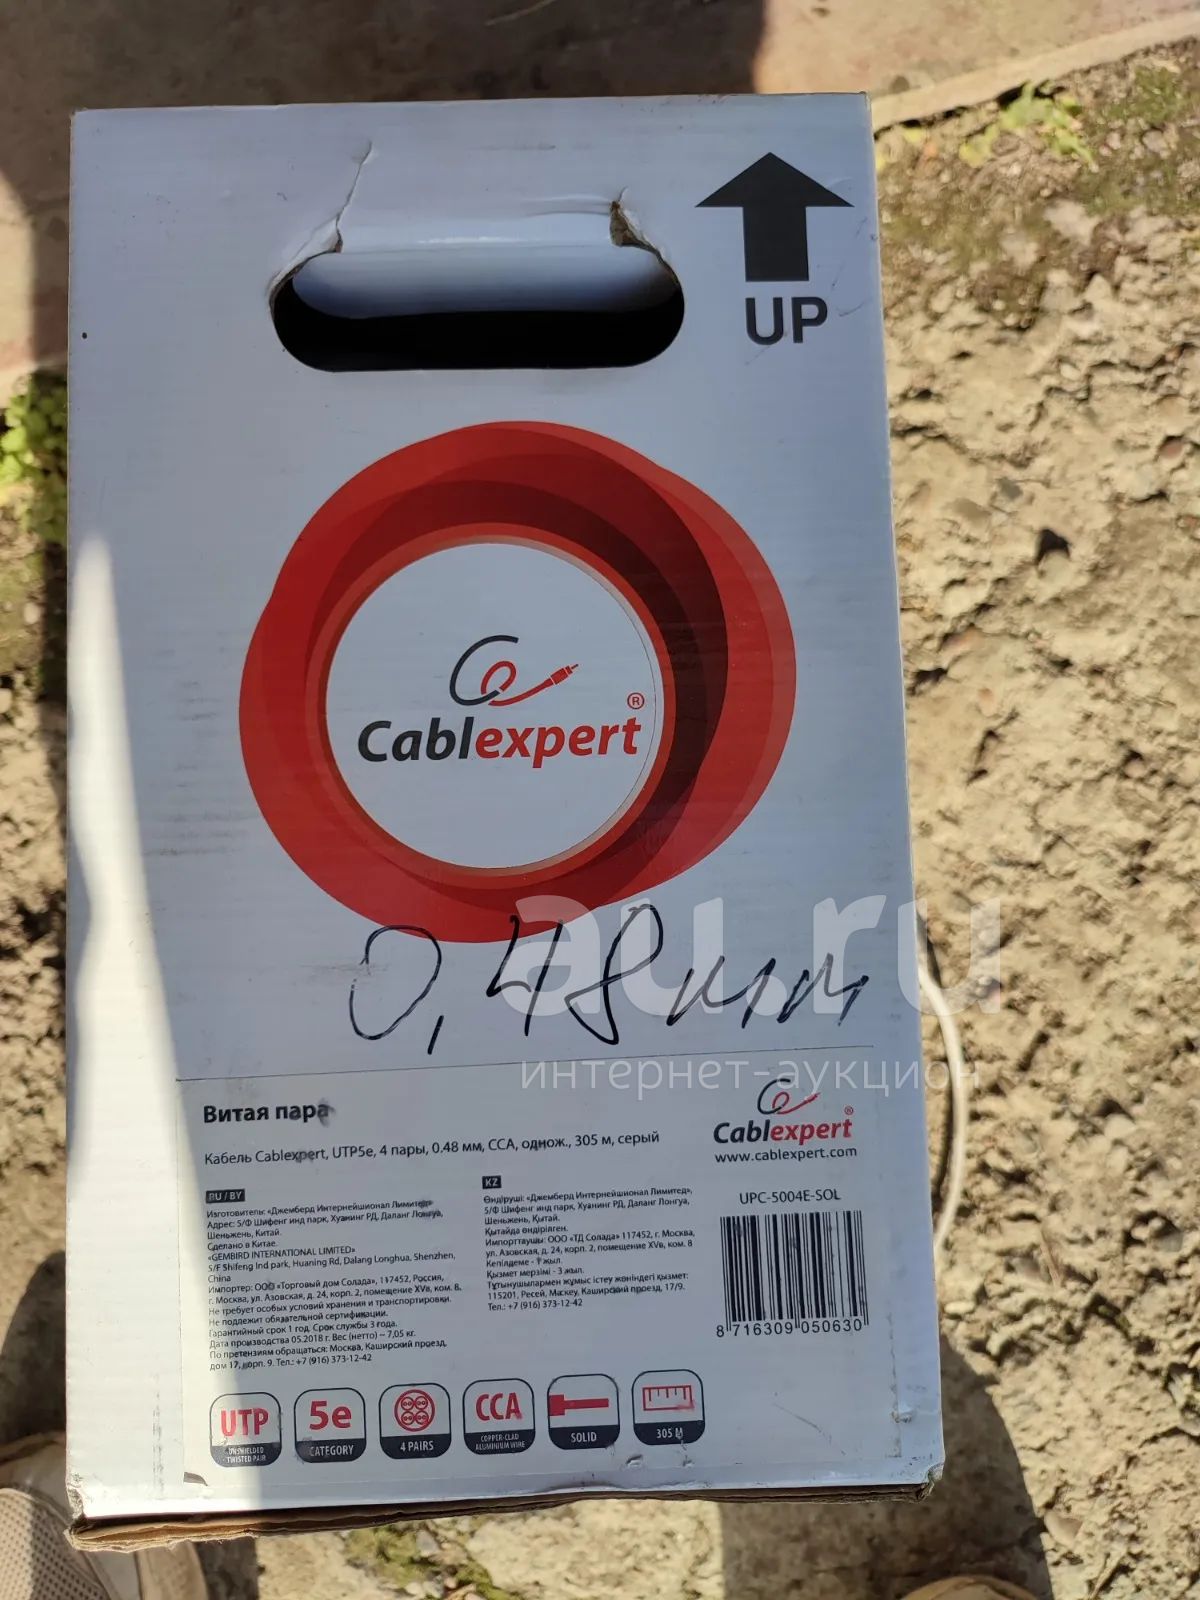 UP
Cablexpert®
0,48 мм
au.ru
интернет-аукцион
Витая пара
Кабель Cablexpert, UTP5e, 4 пары, 0.48 мм, CCA, однож., 305 м, серый
Cablexpert®
www.cablexpert.com
RU / BY
Изготовитель: «Джемберд Интернейшионал Лимитед»
Адрес: 5/Ф Шифенг инд парк, Хуанинг РД, Даланг Лонгуа,
Шеньжень, Китай.
Сделано в Китае.
«GEMBIRD INTERNATIONAL LIMITED»
5/F Shifeng Ind park, Huaning Rd, Dalang Longhua, Shenzhen,
China
Импортер: ООО «Торговый дом Солада», 117452, Россия,
г. Москва, ул. Азовская, д. 24, корп. 2, помещение XVв, ком. 8.
Не требует особых условий хранения и транспортировки.
Не подлежит обязательной сертификации.
Гарантийный срок 1 год. Срок службы 3 года.
Дата производства 05.2018 г. Вес (нетто) – 7,05 кг.
По претензиям обращаться: Москва, Каширский проезд,
дом 17, корп. 9. Тел.: +7 (916) 373-12-42
KZ
Өндіруші: «Джемберд Интернейшионал Лимитед»,
5/Ф Шифенг инд парк, Хуанинг РД, Даланг Лонгуа,
Шеньжень, Қытай.
Қытайда өндірілген.
Импорттаушы: ООО «ТД Солада» 117452, г. Москва,
ул. Азовская, д. 24, корп. 2, помещение XVв, ком. 8
Кепілдеме - 1 жыл.
Қызмет мерзімі - 3 жыл.
Тұтынушылармен жұмыс істеу жөніндегі қызмет:
115201, Ресей, Мәскеу, Каширский проезд, 17/9.
Тел.: +7 (916) 373-12-42
UPC-5004E-SOL
8 716309 050630
UTP
UNSHIELDED
TWISTED PAIR
5e
CATEGORY
4 PAIRS
CCA
COPPER-CLAD
ALUMINIUM WIRE
SOLID
305 M